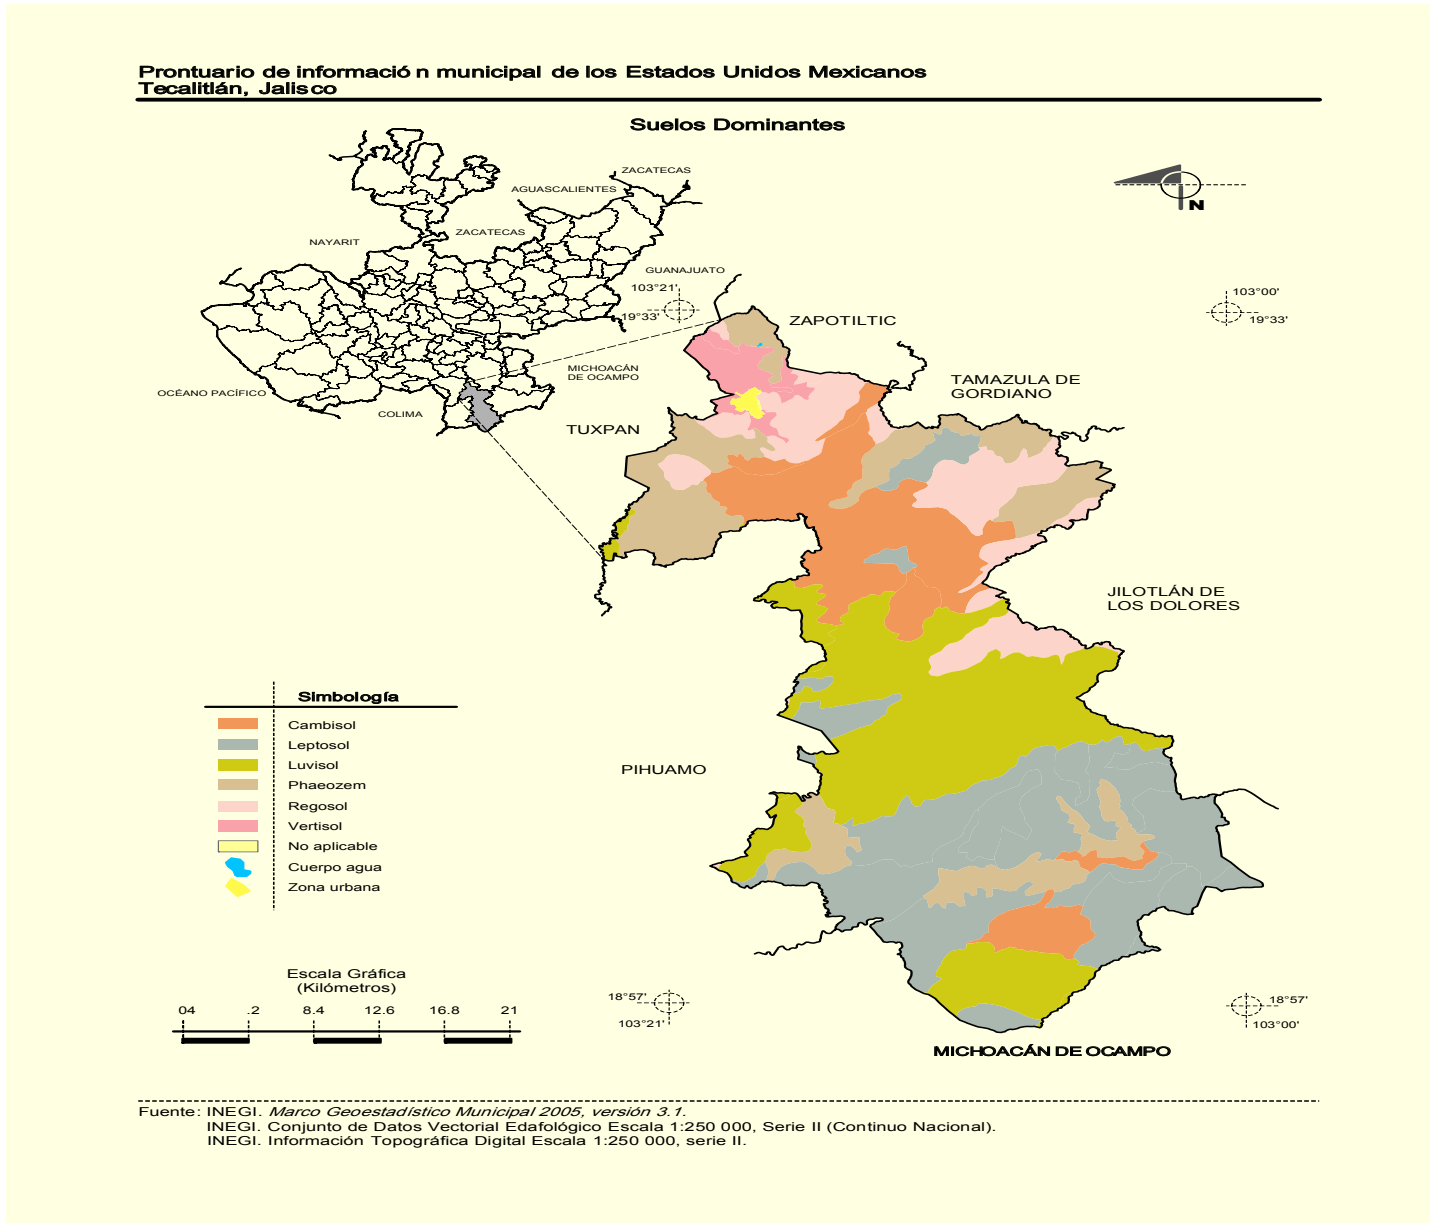 Prontuario de informació n municipal de los Estados Unidos Mexicanos
Tecalitlán, Jalisco
Suelos Dominantes
ZACATECAS
AGUASCALIENTES
ZACATECAS
NAYARIT
GUANAJUATO
103°21'
19°33'
103°00'
19°33'
N
ZAPOTILTIC
MICHOACÁN
DE OCAMPO
OCÉANO PACÍFICO
COLIMA
TAMAZULA DE
GORDIANO
TUXPAN
JILOTLÁN DE
LOS DOLORES
PIHUAMO
Simbología
Cambisol
Leptosol
Luvisol
Phaeozem
Regosol
Vertisol
No aplicable
Cuerpo agua
Zona urbana
Escala Gráfica
(Kilómetros)
04 .2 8.4 12.6 16.8 21
18°57'
103°21'
18°57'
103°00'
MICHOACÁN DE OCAMPO
Fuente: INEGI. Marco Geoestadístico Municipal 2005, versión 3.1.
INEGI. Conjunto de Datos Vectorial Edafológico Escala 1:250 000, Serie II (Continuo Nacional).
INEGI. Información Topográfica Digital Escala 1:250 000, serie II.